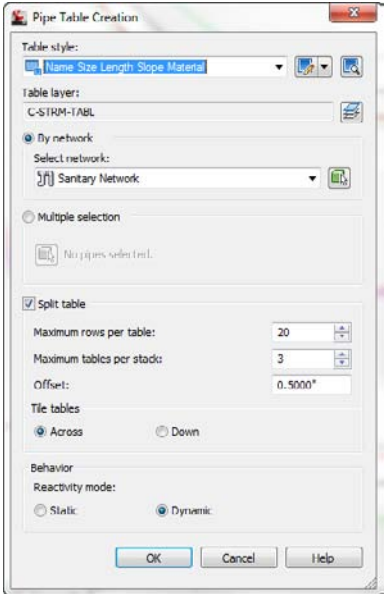 Pipe Table Creation
Table style:
Name Size Length Slope Material
Table layer:
C-STRM-TABL
By network
Select network:
Sanitary Network
Multiple selection
No pipes selected.
Split table
Maximum rows per table: 20
Maximum tables per stack: 3
Offset: 0.5000"
Tile tables
Across Down
Behavior
Reactivity mode:
Static Dynamic
OK Cancel Help